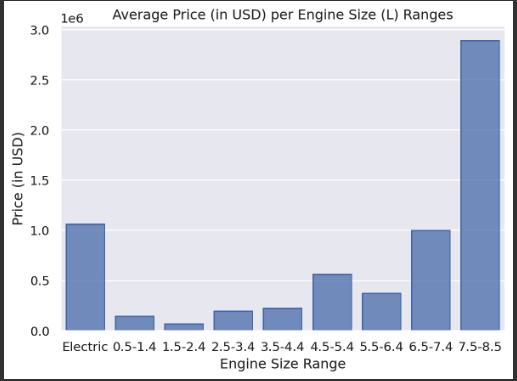 Average Price (in USD) per Engine Size (L) Ranges
1e6
3.0
2.5
2.0
1.5
1.0
0.5
0.0
Price (in USD)
Electric 0.5-1.4 1.5-2.4 2.5-3.4 3.5-4.4 4.5-5.4 5.5-6.4 6.5-7.4 7.5-8.5
Engine Size Range